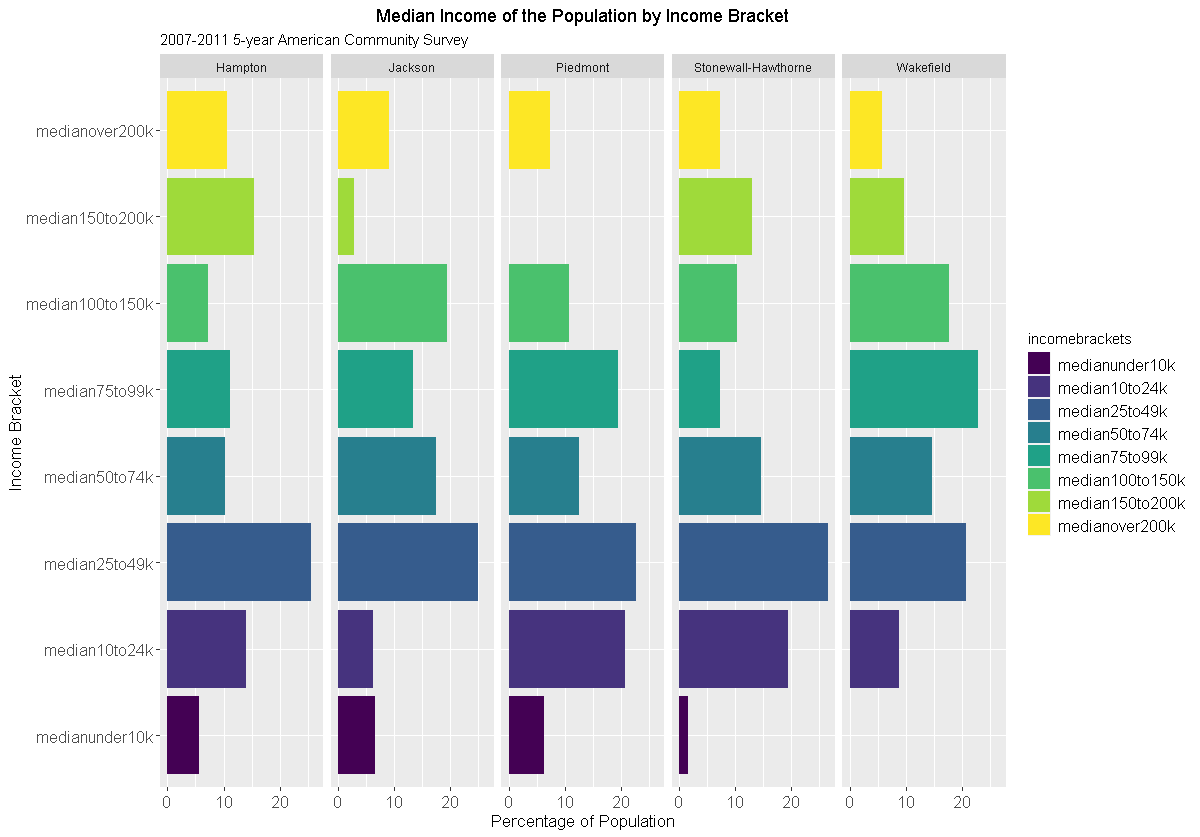 Median Income of the Population by Income Bracket
2007-2011 5-year American Community Survey
Hampton Jackson Piedmont Stonewall-Hawthorne Wakefield
Income Bracket
medianover200k
median150to200k
median100to150k
median75to99k
median50to74k
median25to49k
median10to24k
medianunder10k
0 10 20 0 10 20 0 10 20 0 10 20 0 10 20
Percentage of Population
incomebrackets
medianunder10k
median10to24k
median25to49k
median50to74k
median75to99k
median100to150k
median150to200k
medianover200k